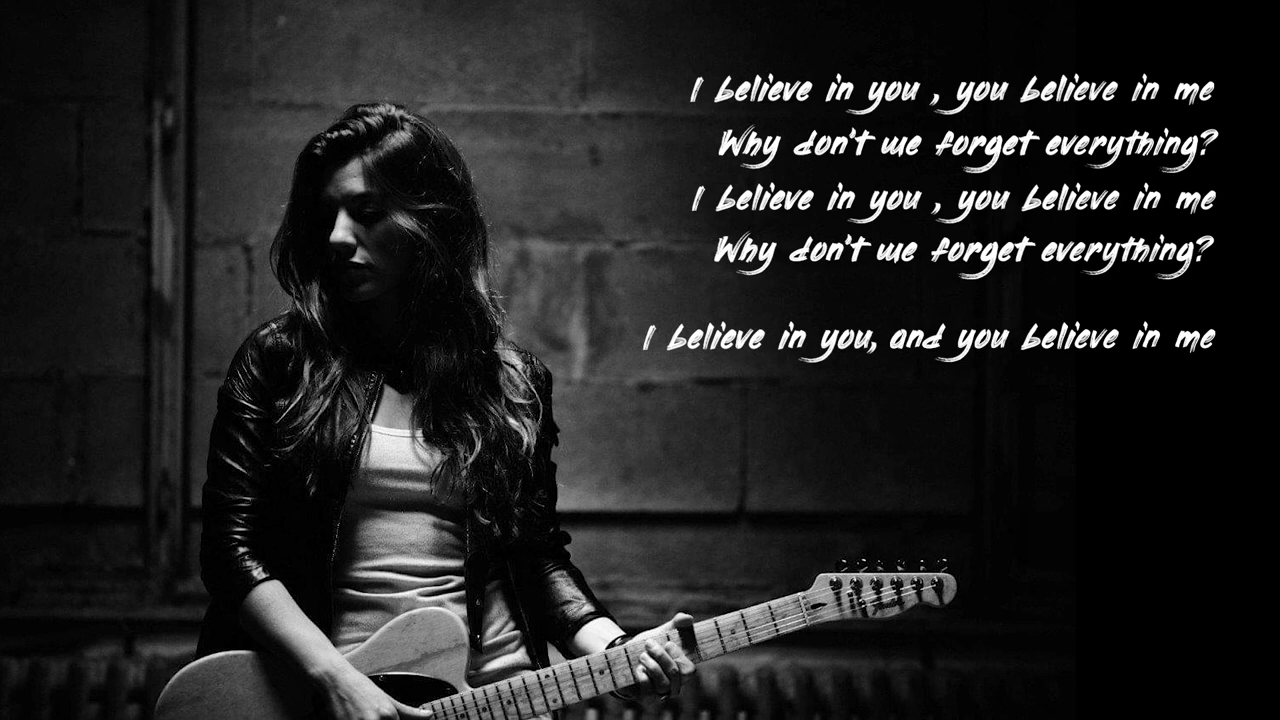 I believe in you , you believe in me
Why don't we forget everything?
I believe in you , you believe in me
Why don't we forget everything?
I believe in you, and you believe in me